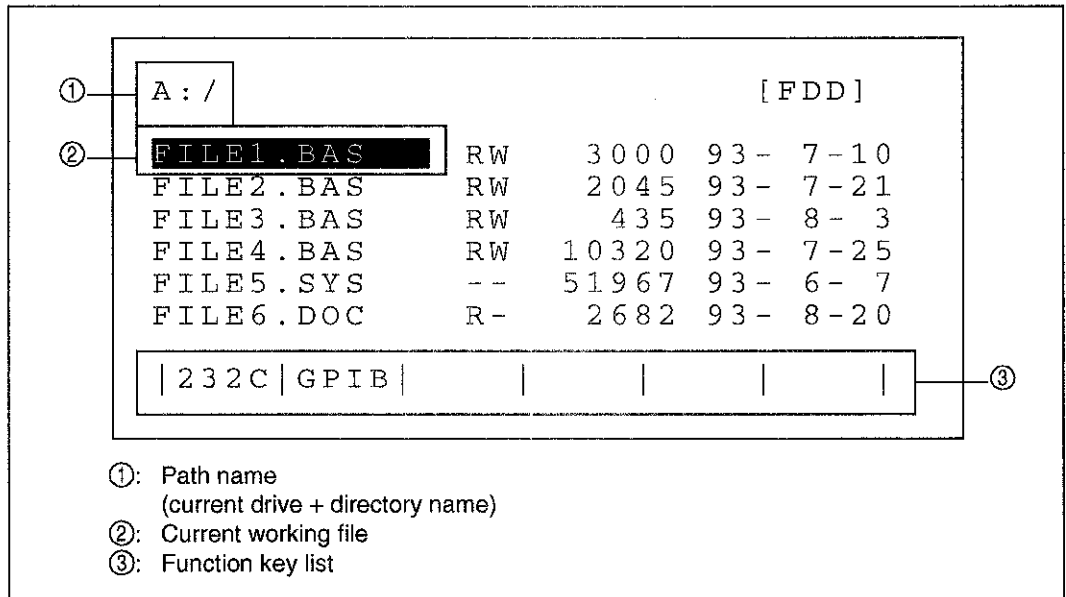 ① A:/ [FDD]
② FILE1.BAS RW 3000 93- 7-10
FILE2.BAS RW 2045 93- 7-21
FILE3.BAS RW 435 93- 8- 3
FILE4.BAS RW 10320 93- 7-25
FILE5.SYS -- 51967 93- 6- 7
FILE6.DOC R- 2682 93- 8-20
|232C|GPIB| | | | | ③
①: Path name
(current drive + directory name)
②: Current working file
③: Function key list